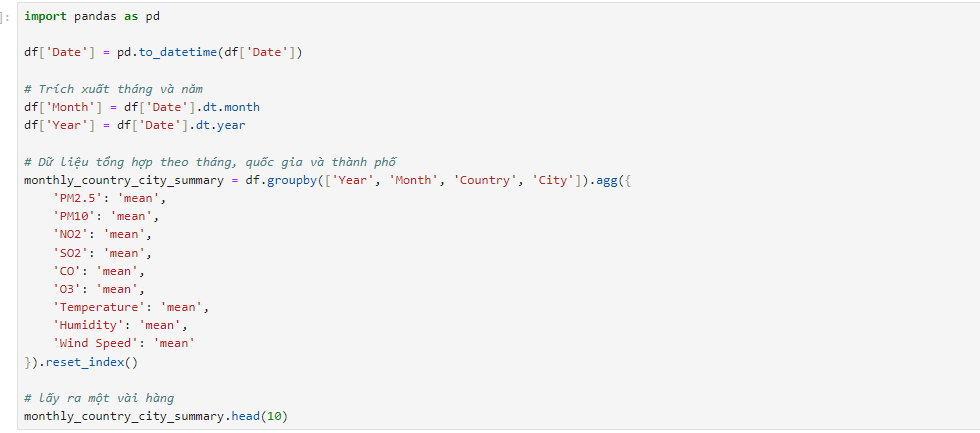 ]:
import pandas as pd
df['Date'] = pd.to_datetime(df['Date'])
# Trích xuất tháng và năm
df['Month'] = df['Date'].dt.month
df['Year'] = df['Date'].dt.year
# Dữ liệu tổng hợp theo tháng, quốc gia và thành phố
monthly_country_city_summary = df.groupby(['Year', 'Month', 'Country', 'City']).agg({
    'PM2.5': 'mean',
    'PM10': 'mean',
    'NO2': 'mean',
    'SO2': 'mean',
    'CO': 'mean',
    'O3': 'mean',
    'Temperature': 'mean',
    'Humidity': 'mean',
    'Wind Speed': 'mean'
}).reset_index()
# lấy ra một vài hàng
monthly_country_city_summary.head(10)